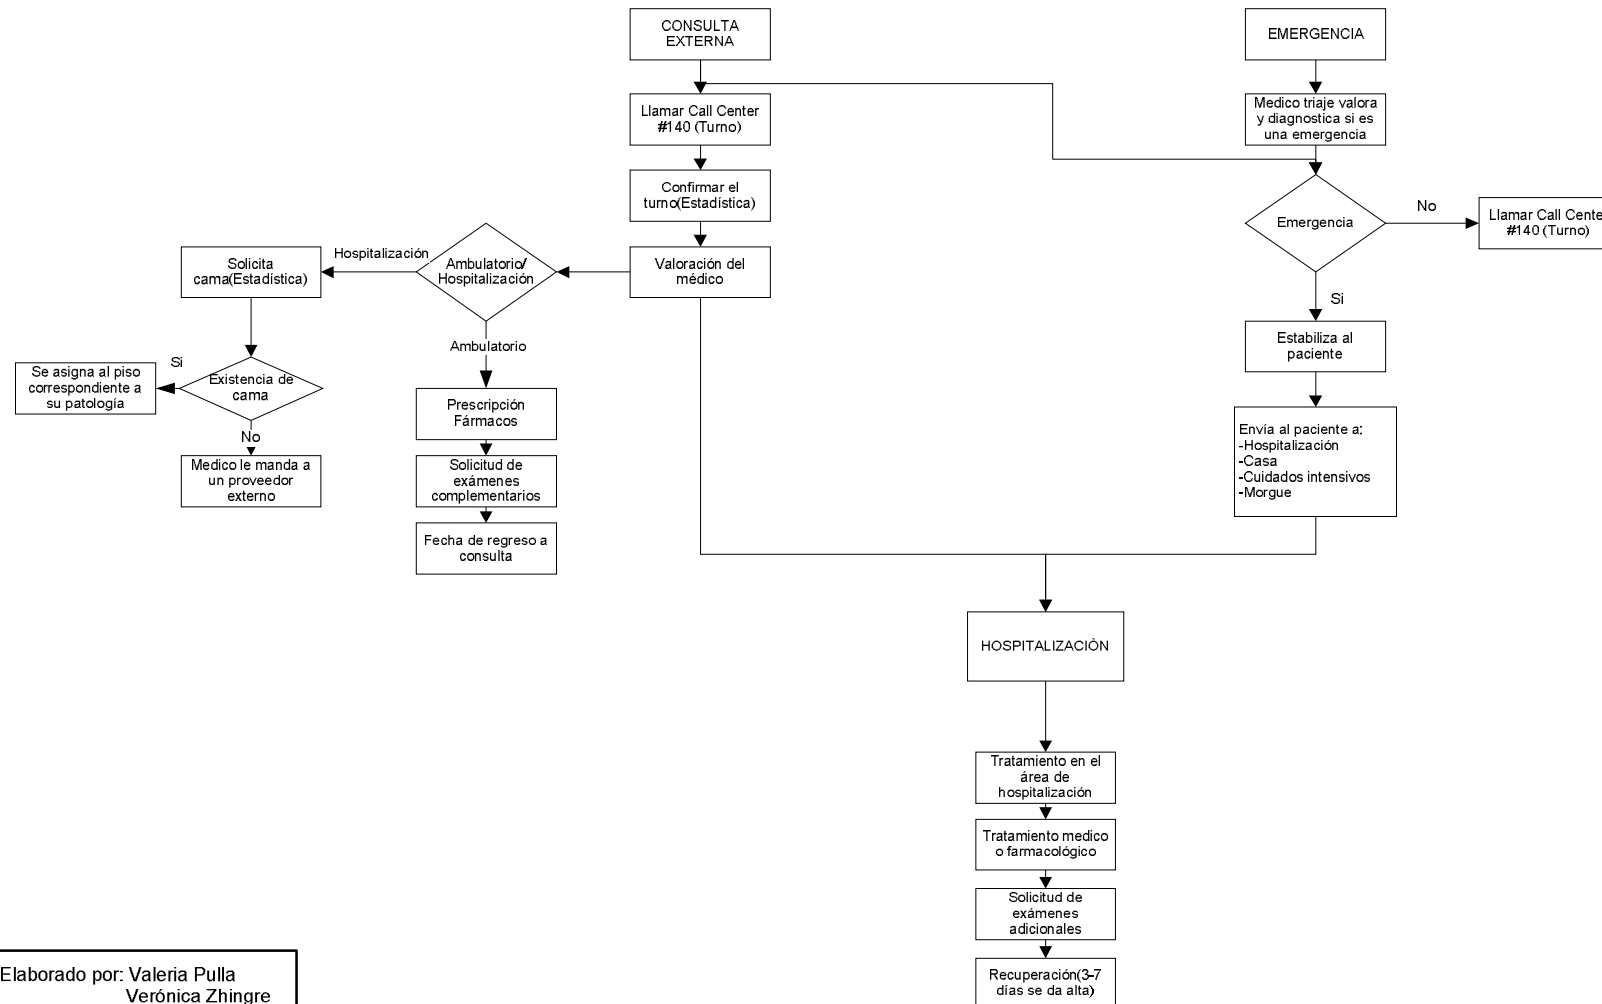 CONSULTA
EXTERNA
Llamar Call Center
#140 (Turno)
Confirmar el
turno(Estadística)
Valoración del
médico
Ambulatorio/
Hospitalización
Hospitalización
Solicita
cama(Estadística)
Existencia de
cama
Si
Se asigna al piso
correspondiente a
su patología
No
Medico le manda a
un proveedor
externo
Ambulatorio
Prescripción
Fármacos
Solicitud de
exámenes
complementarios
Fecha de regreso a
consulta
EMERGENCIA
Medico triaje valora
y diagnostica si es
una emergencia
Emergencia
No
Llamar Call Cente
#140 (Turno)
Si
Estabiliza al
paciente
Envía al paciente a:
-Hospitalización
-Casa
-Cuidados intensivos
-Morgue
HOSPITALIZACIÒN
Tratamiento en el
área de
hospitalización
Tratamiento medico
o farmacológico
Solicitud de
exámenes
adicionales
Recuperación(3-7
días se da alta)
Elaborado por: Valeria Pulla
Verónica Zhingre